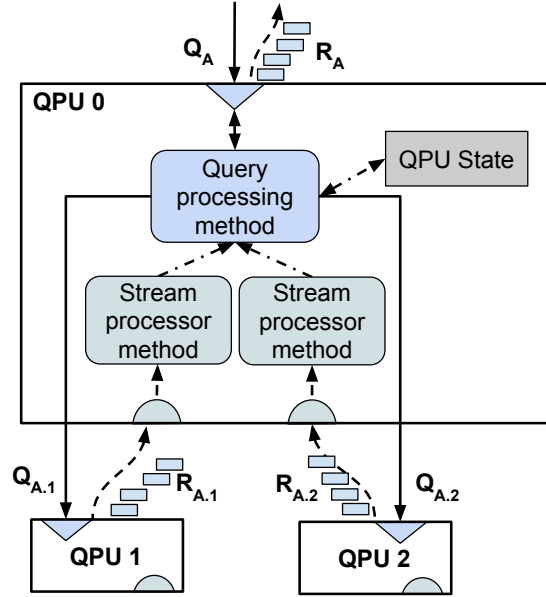 Q_A
R_A
QPU 0
QPU State
Query
processing
method
Stream
processor
method
Stream
processor
method
Q_A.1
R_A.1
R_A.2
Q_A.2
QPU 1
QPU 2